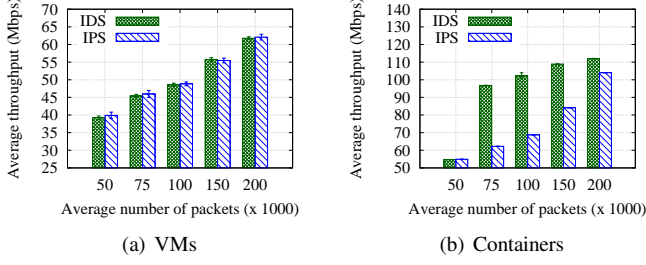 Average throughput (Mbps)
70
65
60
55
50
45
40
35
30
25
IDS
IPS
50 75 100 150 200
Average number of packets (x 1000)
(a) VMs
Average throughput (Mbps)
140
130
120
110
100
90
80
70
60
50
IDS
IPS
50 75 100 150 200
Average number of packets (x 1000)
(b) Containers